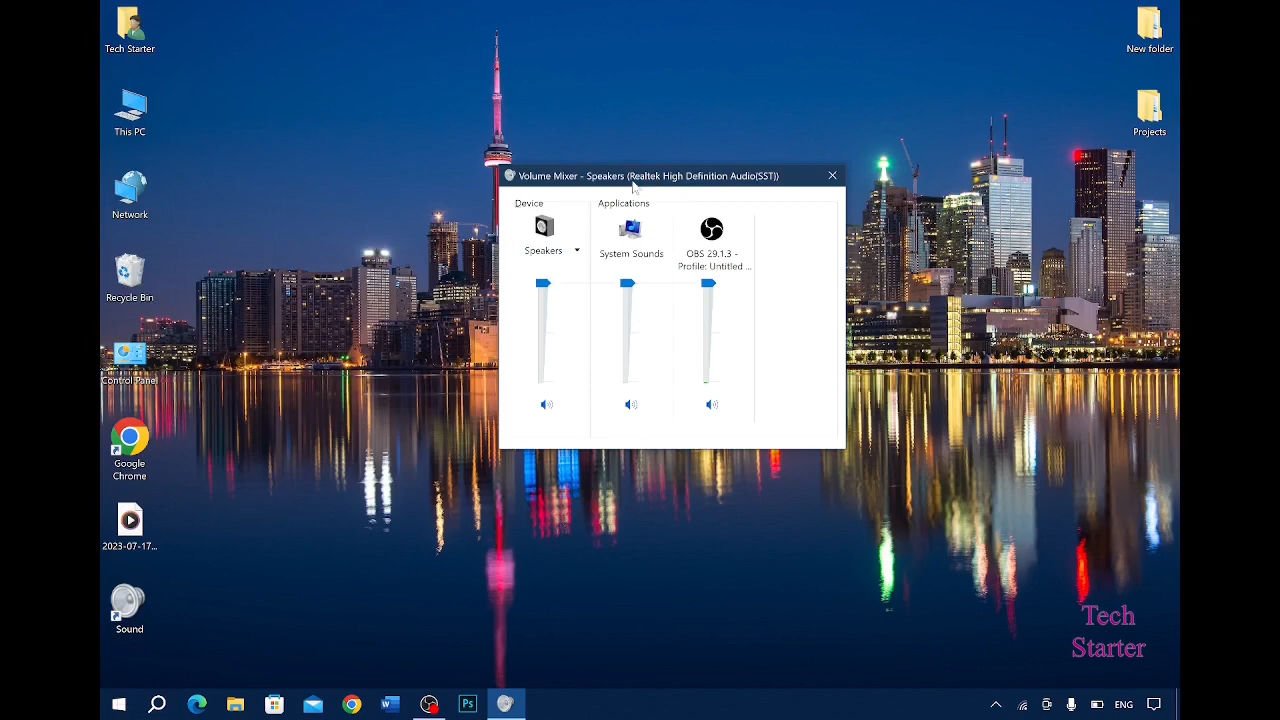 Tech Starter
This PC
Network
Recycle Bin
Control Panel
Google
Chrome
2023-07-17...
Sound
New folder
Projects
Volume Mixer - Speakers (Realtek High Definition Audio(SST))
Device
Applications
Speakers
System Sounds
OBS 29.1.3 -
Profile: Untitled ...
Tech
Starter
W
Ps
ENG